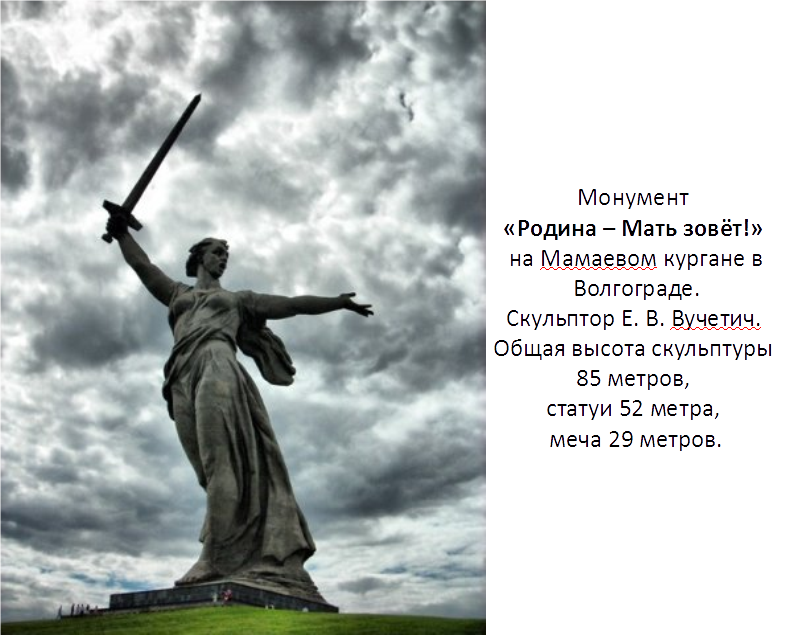 Монумент
«Родина – Мать зовёт!»
на Мамаевом кургане в
Волгограде.
Скульптор Е. В. Вучетич.
Общая высота скульптуры
85 метров,
статуи 52 метра,
меча 29 метров.